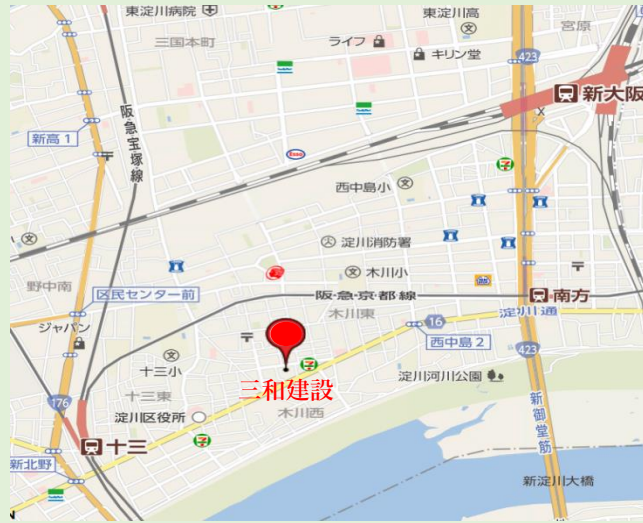 東淀川病院
東淀川高
宮原
三国本町
ライフ
キリン堂
423
新大阪
阪急宝塚線
新高1
Esso
西中島小
淀川消防署
木川小
野中南
区民センター前
阪急京都線
南方
木川東
淀川通
16
ジャパン
西中島2
423
十三小
淀川河川公園
三和建設
十三東
木川西
176
淀川区役所
新御堂筋
十三
新北野
新淀川大橋